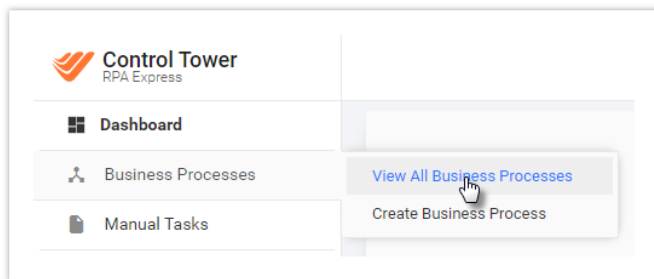 Control Tower
RPA Express
Dashboard
Business Processes
View All Business Processes
Create Business Process
Manual Tasks